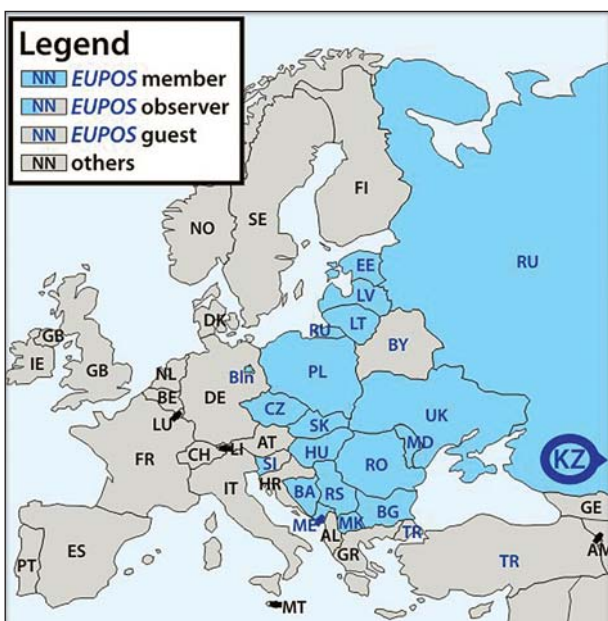 Legend
NN EUPOS member
NN EUPOS observer
NN EUPOS guest
NN others
FI
NO
SE
RU
EE
LV
DK
LT
RU
GB
BY
IE
GB
NL
Bln
PL
BE
DE
LU
CZ
UK
SK
FR
CH
LI
AT
HU
MD
KZ
SI
RO
IT
HR
BA
RS
GE
ME
MK
BG
TR
AL
AM
PT
ES
GR
TR
MT